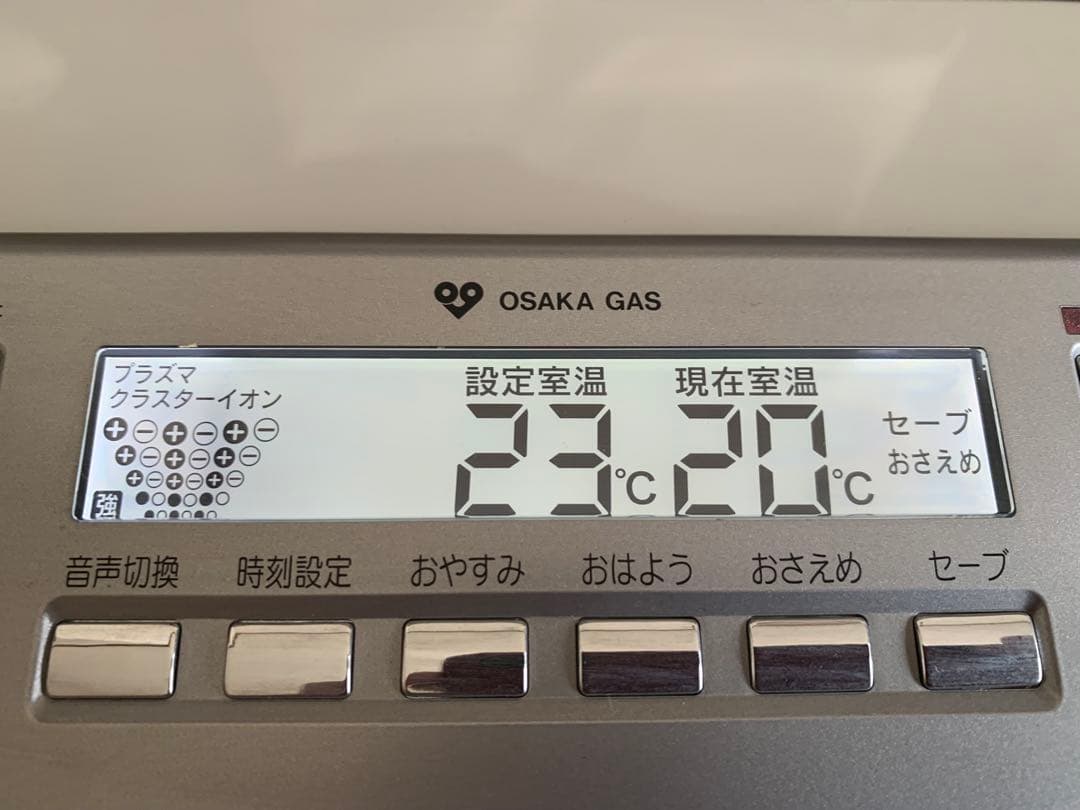 OSAKA GAS
プラズマ
クラスターイオン
強
設定室温
23℃
現在室温
20℃
セーブ
おさえめ
音声切換 時刻設定 おやすみ おはよう おさえめ セーブ